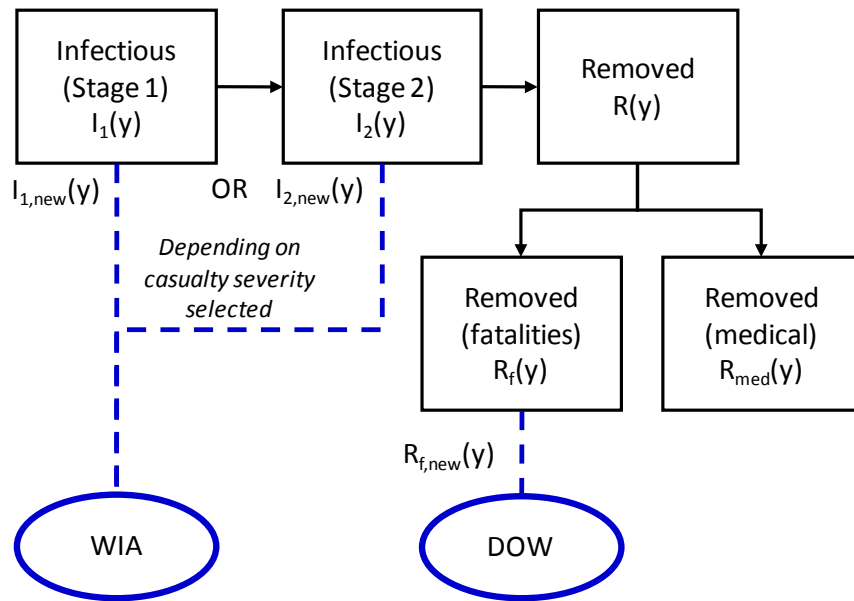 Infectious
(Stage 1)
I₁(y)
Infectious
(Stage 2)
I₂(y)
Removed
R(y)
I₁,new(y)
OR
I₂,new(y)
Depending on
casualty severity
selected
Removed
(fatalities)
Rf(y)
Removed
(medical)
Rmed(y)
Rf,new(y)
WIA
DOW